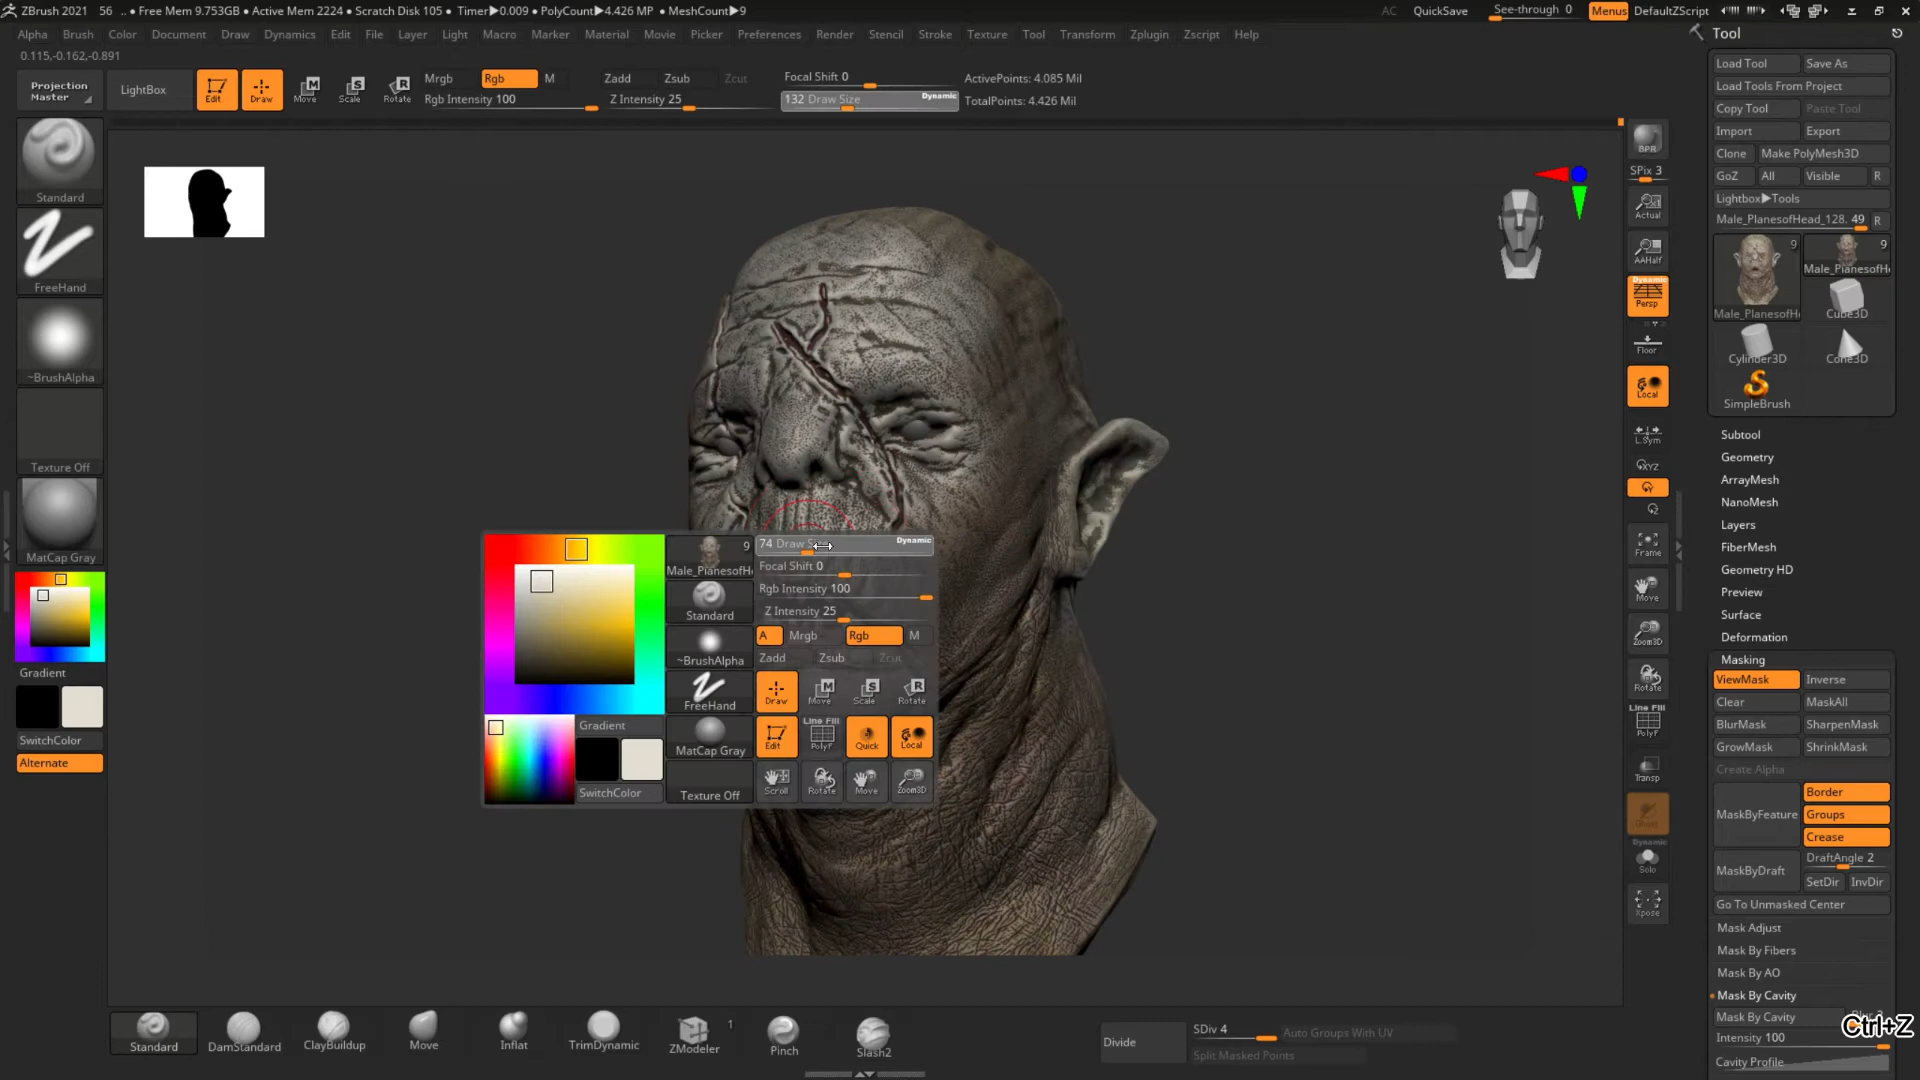 ZBrush 2021 56 .. • Free Mem 9.753GB • Active Mem 2224 • Scratch Disk 105 • Timer▶0.009 • PolyCount▶4.426 MP • MeshCount▶9
AC QuickSave See-through 0 Menus DefaultZScript
Alpha Brush Color Document Draw Dynamics Edit File Layer Light Macro Marker Material Movie Picker Preferences Render Stencil Stroke Texture Tool Transform Zplugin Zscript Help
0.115,-0.162,-0.891
Projection Master
LightBox
Edit
Draw
Move
Scale
Rotate
Mrgb Rgb M
Rgb Intensity 100
Zadd Zsub Zcut
Z Intensity 25
Focal Shift 0
132 Draw Size Dynamic
ActivePoints: 4.085 Mil
TotalPoints: 4.426 Mil
Standard
FreeHand
~BrushAlpha
Texture Off
MatCap Gray
Gradient
SwitchColor
Alternate
9
Male_PlanesofH
Standard
~BrushAlpha
FreeHand
MatCap Gray
Texture Off
Gradient
SwitchColor
74 Draw Size Dynamic
Focal Shift 0
Rgb Intensity 100
Z Intensity 25
A Mrgb Rgb M
Zadd Zsub Zcut
Draw Move Scale Rotate
Line Fill
Edit PolyF Quick Local
Scroll Rotate Move Zoom3D
BPR
SPix 3
Actual
AAHalf
Dynamic
Persp
Floor
Local
L.Sym
XYZ
Y
Z
Frame
Move
Zoom3D
Rotate
Line Fill
PolyF
Transp
Dynamic
Solo
Xpose
Tool
Load Tool Save As
Load Tools From Project
Copy Tool Paste Tool
Import Export
Clone Make PolyMesh3D
GoZ All Visible R
Lightbox▶Tools
Male_PlanesofHead_128. 49 R
9
Male_PlanesofH
9
Male_PlanesofH
Cube3D
Cylinder3D
Cone3D
SimpleBrush
Subtool
Geometry
ArrayMesh
NanoMesh
Layers
FiberMesh
Geometry HD
Preview
Surface
Deformation
Masking
ViewMask Inverse
Clear MaskAll
BlurMask SharpenMask
GrowMask ShrinkMask
Create Alpha
MaskByFeature
Border
Groups
Crease
MaskByDraft
DraftAngle 2
SetDir InvDir
Go To Unmasked Center
Mask Adjust
Mask By Fibers
Mask By AO
Mask By Cavity
Mask By Cavity
Intensity 100
Cavity Profile
Ctrl+Z
Standard
DamStandard
ClayBuildup
Move
Inflat
TrimDynamic
1
ZModeler
Pinch
Slash2
Divide
SDiv 4
Auto Groups With UV
Split Masked Points